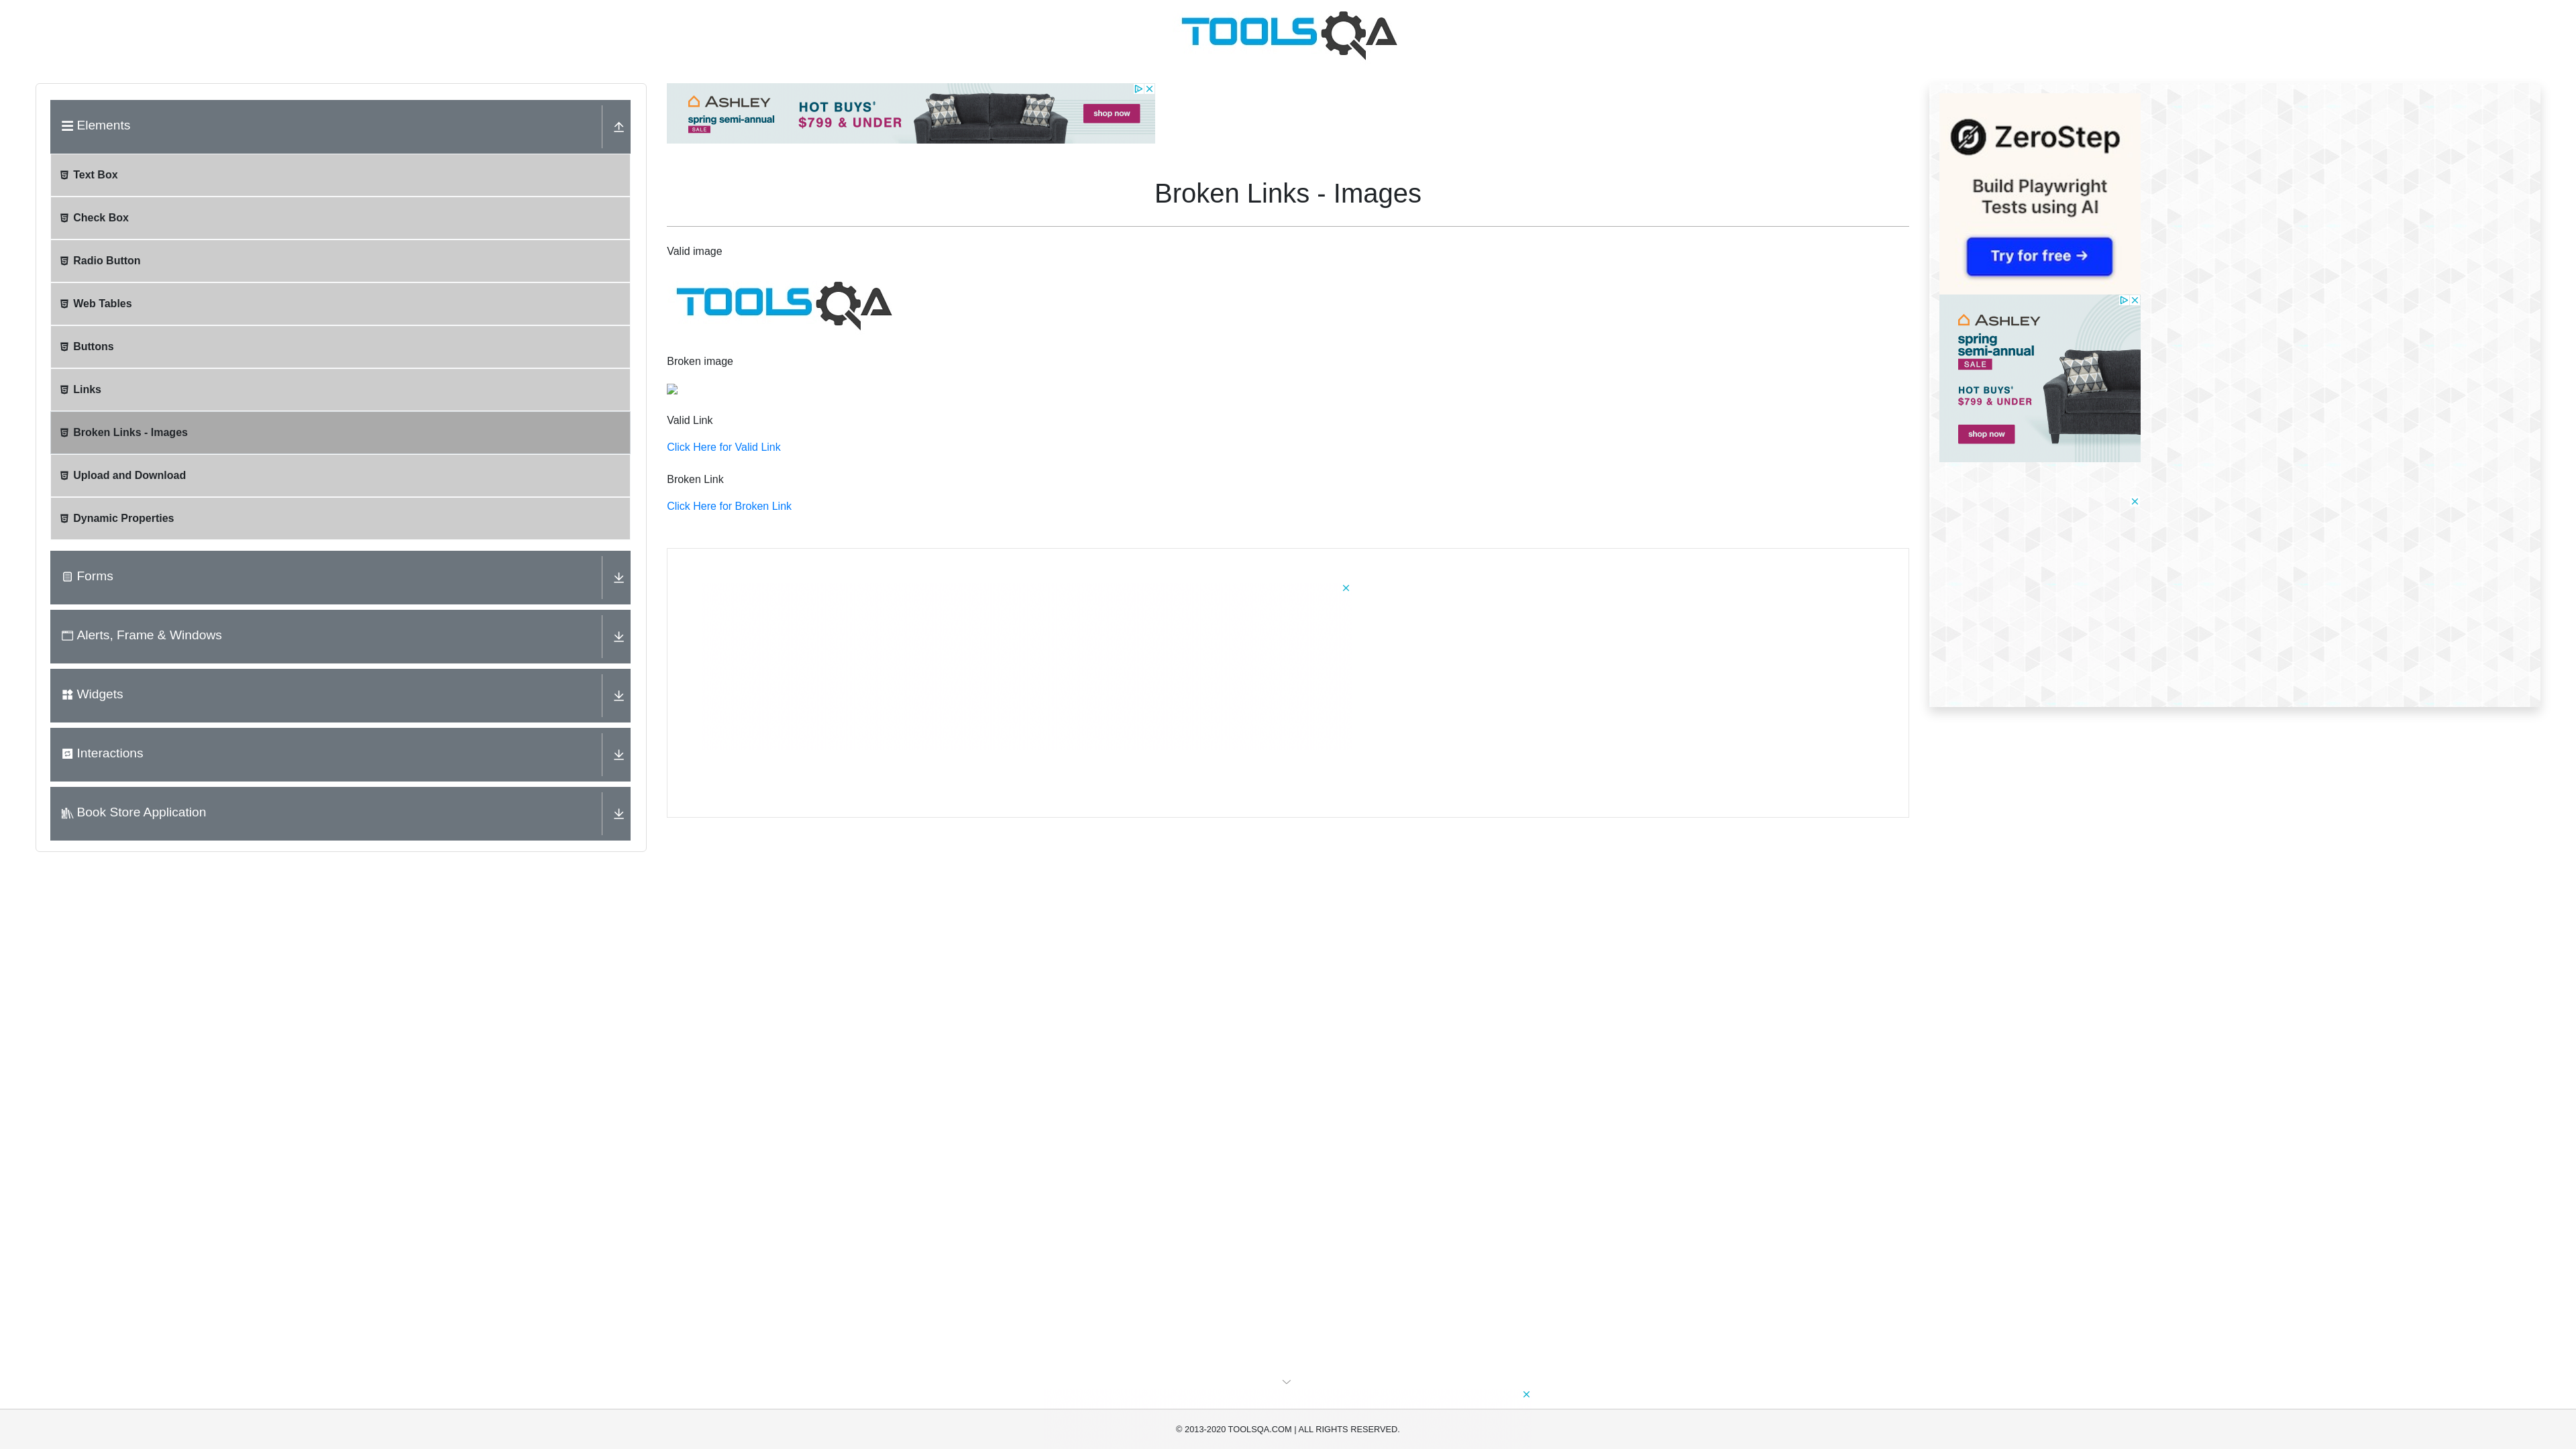 TOOLSQA
Elements
Text Box
Check Box
Radio Button
Web Tables
Buttons
Links
Broken Links - Images
Upload and Download
Dynamic Properties
Forms
Alerts, Frame & Windows
Widgets
Interactions
Book Store Application
ASHLEY
spring semi-annual
SALE
HOT BUYS*
$799 & UNDER
shop now
Broken Links - Images
Valid image
TOOLSQA
Broken image
Valid Link
Click Here for Valid Link
Broken Link
Click Here for Broken Link
ZeroStep
Build Playwright
Tests using AI
Try for free →
ASHLEY
spring
semi-annual
SALE
HOT BUYS*
$799 & UNDER
shop now
© 2013-2020 TOOLSQA.COM | ALL RIGHTS RESERVED.